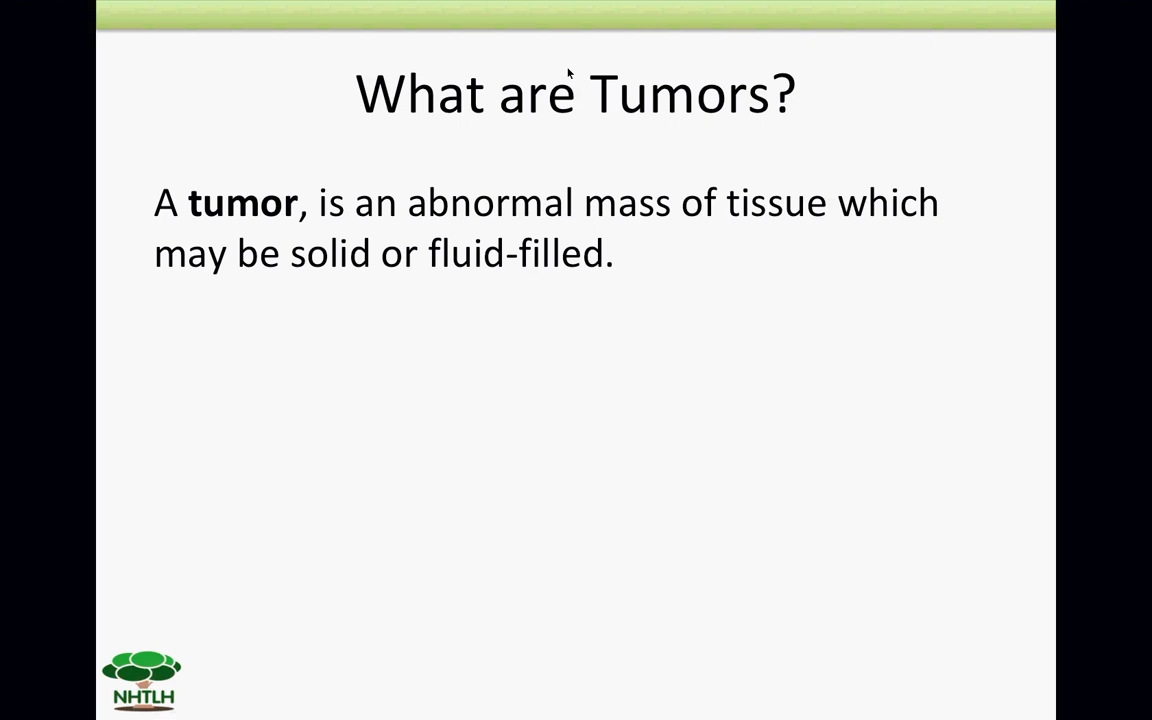 What are Tumors?
A tumor, is an abnormal mass of tissue which
may be solid or fluid-filled.
NHTLH